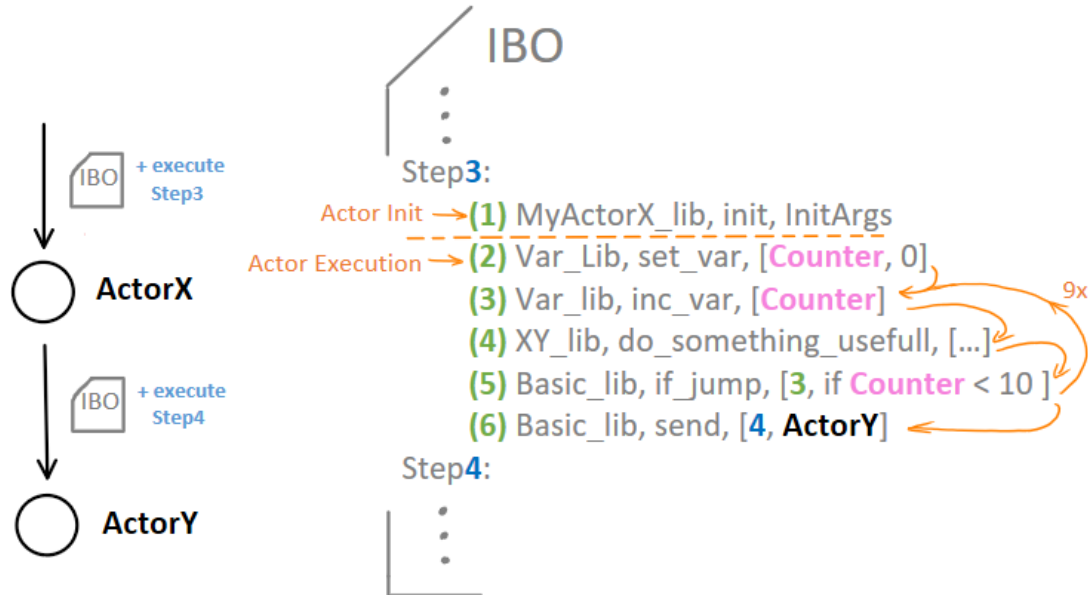 IBO
IBO
+ execute
Step3
ActorX
IBO
+ execute
Step4
ActorY
Step3:
Actor Init
(1) MyActorX_lib, init, InitArgs
Actor Execution
(2) Var_Lib, set_var, [Counter, 0]
(3) Var_lib, inc_var, [Counter]
9x
(4) XY_lib, do_something_usefull, […]
(5) Basic_lib, if_jump, [3, if Counter < 10 ]
(6) Basic_lib, send, [4, ActorY]
Step4: